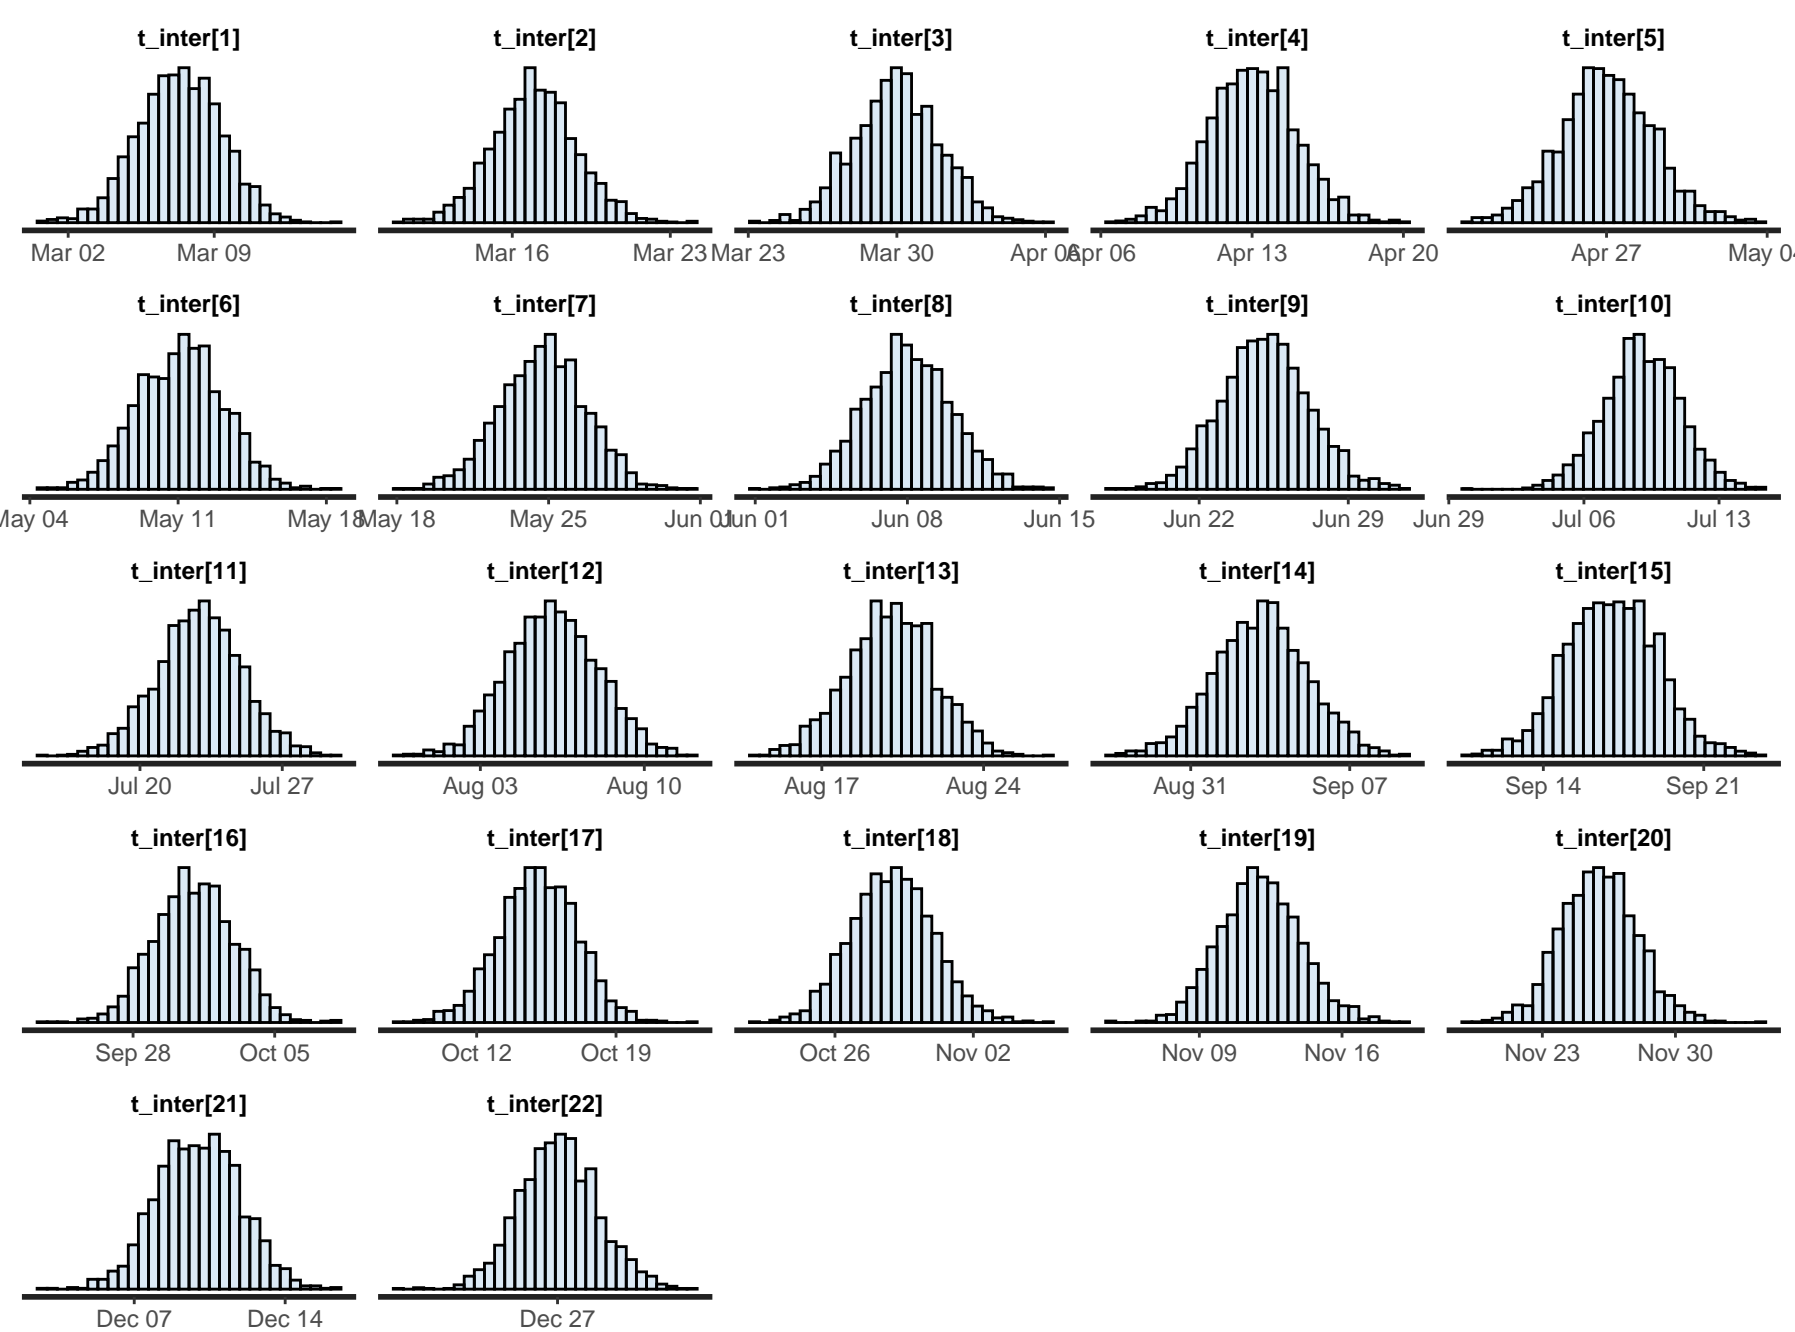 t_inter[1] t_inter[2] t_inter[3] t_inter[4] t_inter[5]
Mar 02 Mar 09 Mar 16 Mar 23 Mar 23 Mar 30 Apr 06 Apr 06 Apr 13 Apr 20 Apr 27 May 04
t_inter[6] t_inter[7] t_inter[8] t_inter[9] t_inter[10]
May 04 May 11 May 18 May 18 May 25 Jun 01 Jun 01 Jun 08 Jun 15 Jun 22 Jun 29 Jun 29 Jul 06 Jul 13
t_inter[11] t_inter[12] t_inter[13] t_inter[14] t_inter[15]
Jul 20 Jul 27 Aug 03 Aug 10 Aug 17 Aug 24 Aug 31 Sep 07 Sep 14 Sep 21
t_inter[16] t_inter[17] t_inter[18] t_inter[19] t_inter[20]
Sep 28 Oct 05 Oct 12 Oct 19 Oct 26 Nov 02 Nov 09 Nov 16 Nov 23 Nov 30
t_inter[21] t_inter[22]
Dec 07 Dec 14 Dec 27